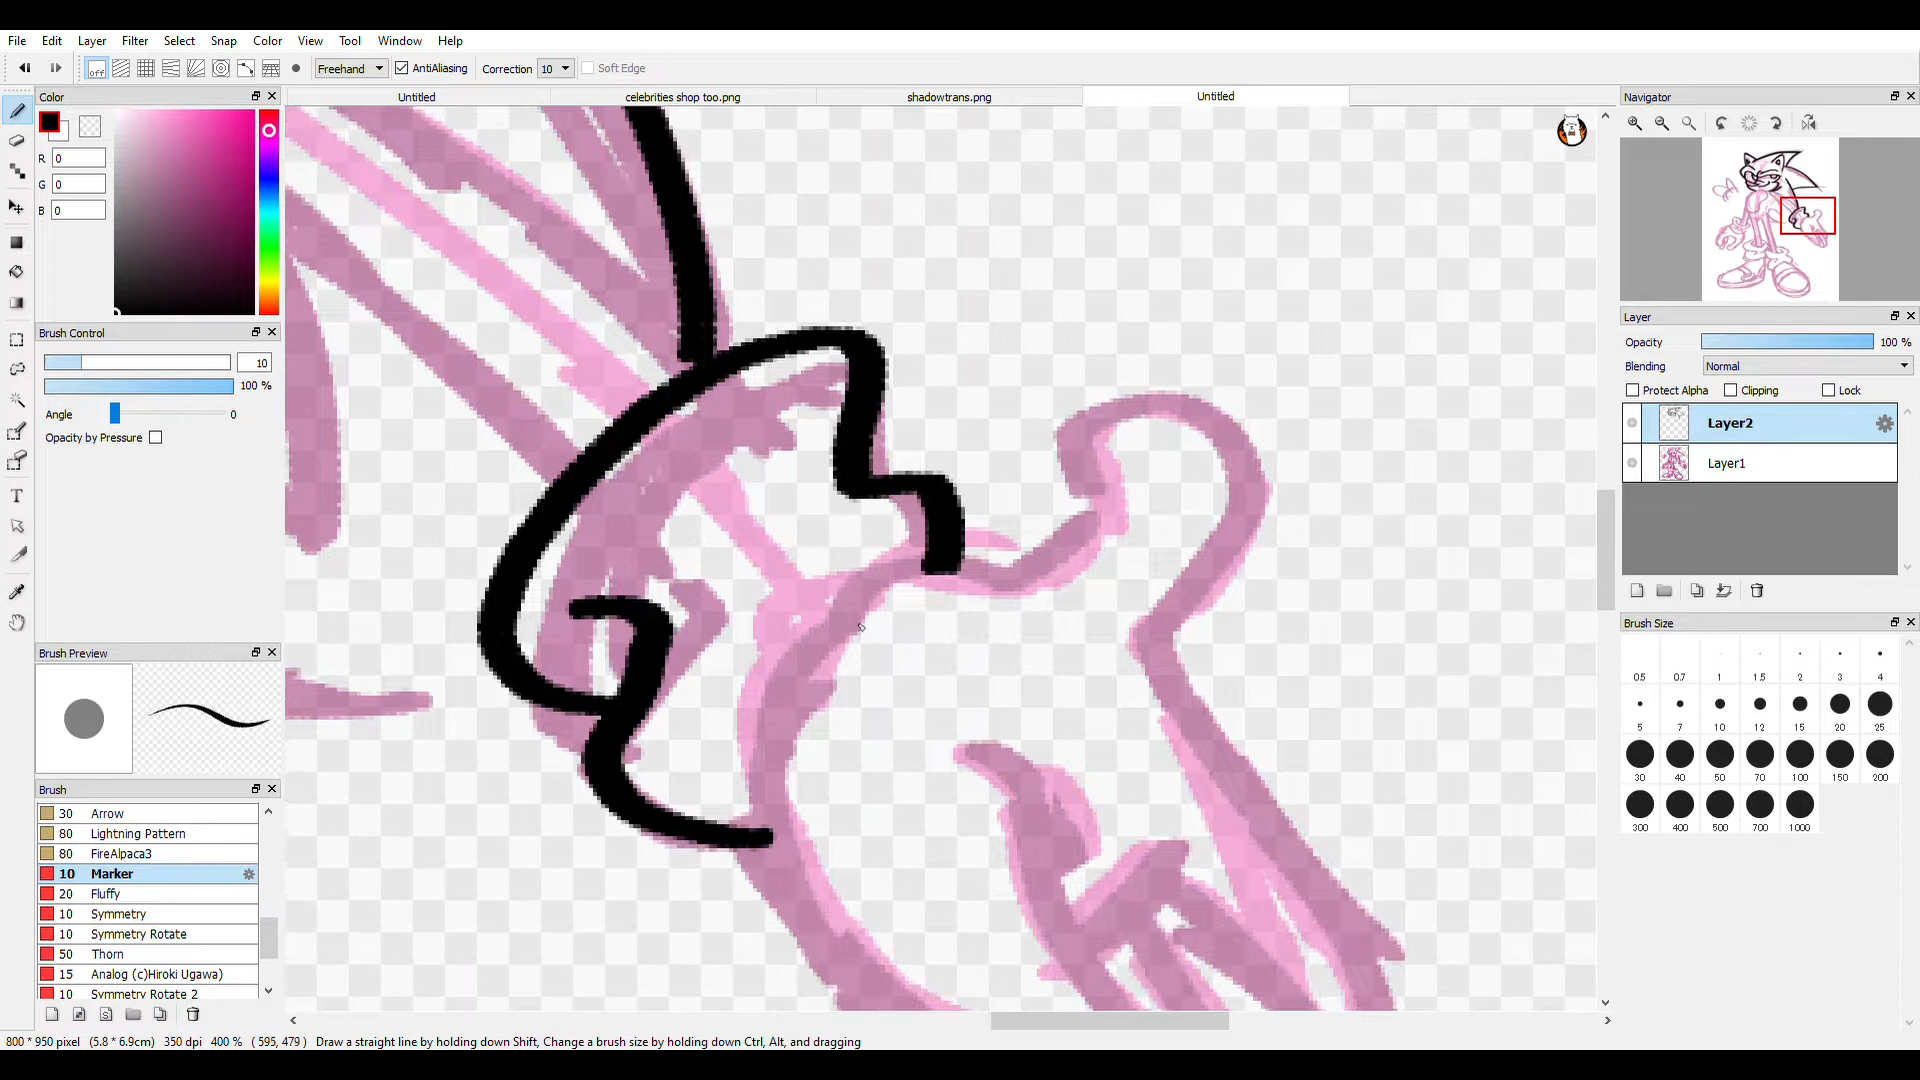 File Edit Layer Filter Select Snap Color View Tool Window Help
off Freehand AntiAliasing Correction 10 Soft Edge
Color Untitled celebrities shop too.png shadowtrans.png Untitled Navigator
R 0
G 0
B 0
Brush Control
10
100 %
Angle 0
Opacity by Pressure
Brush Preview
Brush
30 Arrow
80 Lightning Pattern
80 FireAlpaca3
10 Marker
20 Fluffy
10 Symmetry
10 Symmetry Rotate
50 Thorn
15 Analog (c)Hiroki Ugawa)
10 Symmetry Rotate 2
Layer
Opacity 100 %
Blending Normal
Protect Alpha Clipping Lock
Layer2
Layer1
Brush Size
0.5 0.7 1 1.5 2 3 4
5 7 10 12 15 20 25
30 40 50 70 100 150 200
300 400 500 700 1000
T
800 * 950 pixel (5.8 * 6.9cm) 350 dpi 400 % ( 595, 479 ) Draw a straight line by holding down Shift, Change a brush size by holding down Ctrl, Alt, and dragging